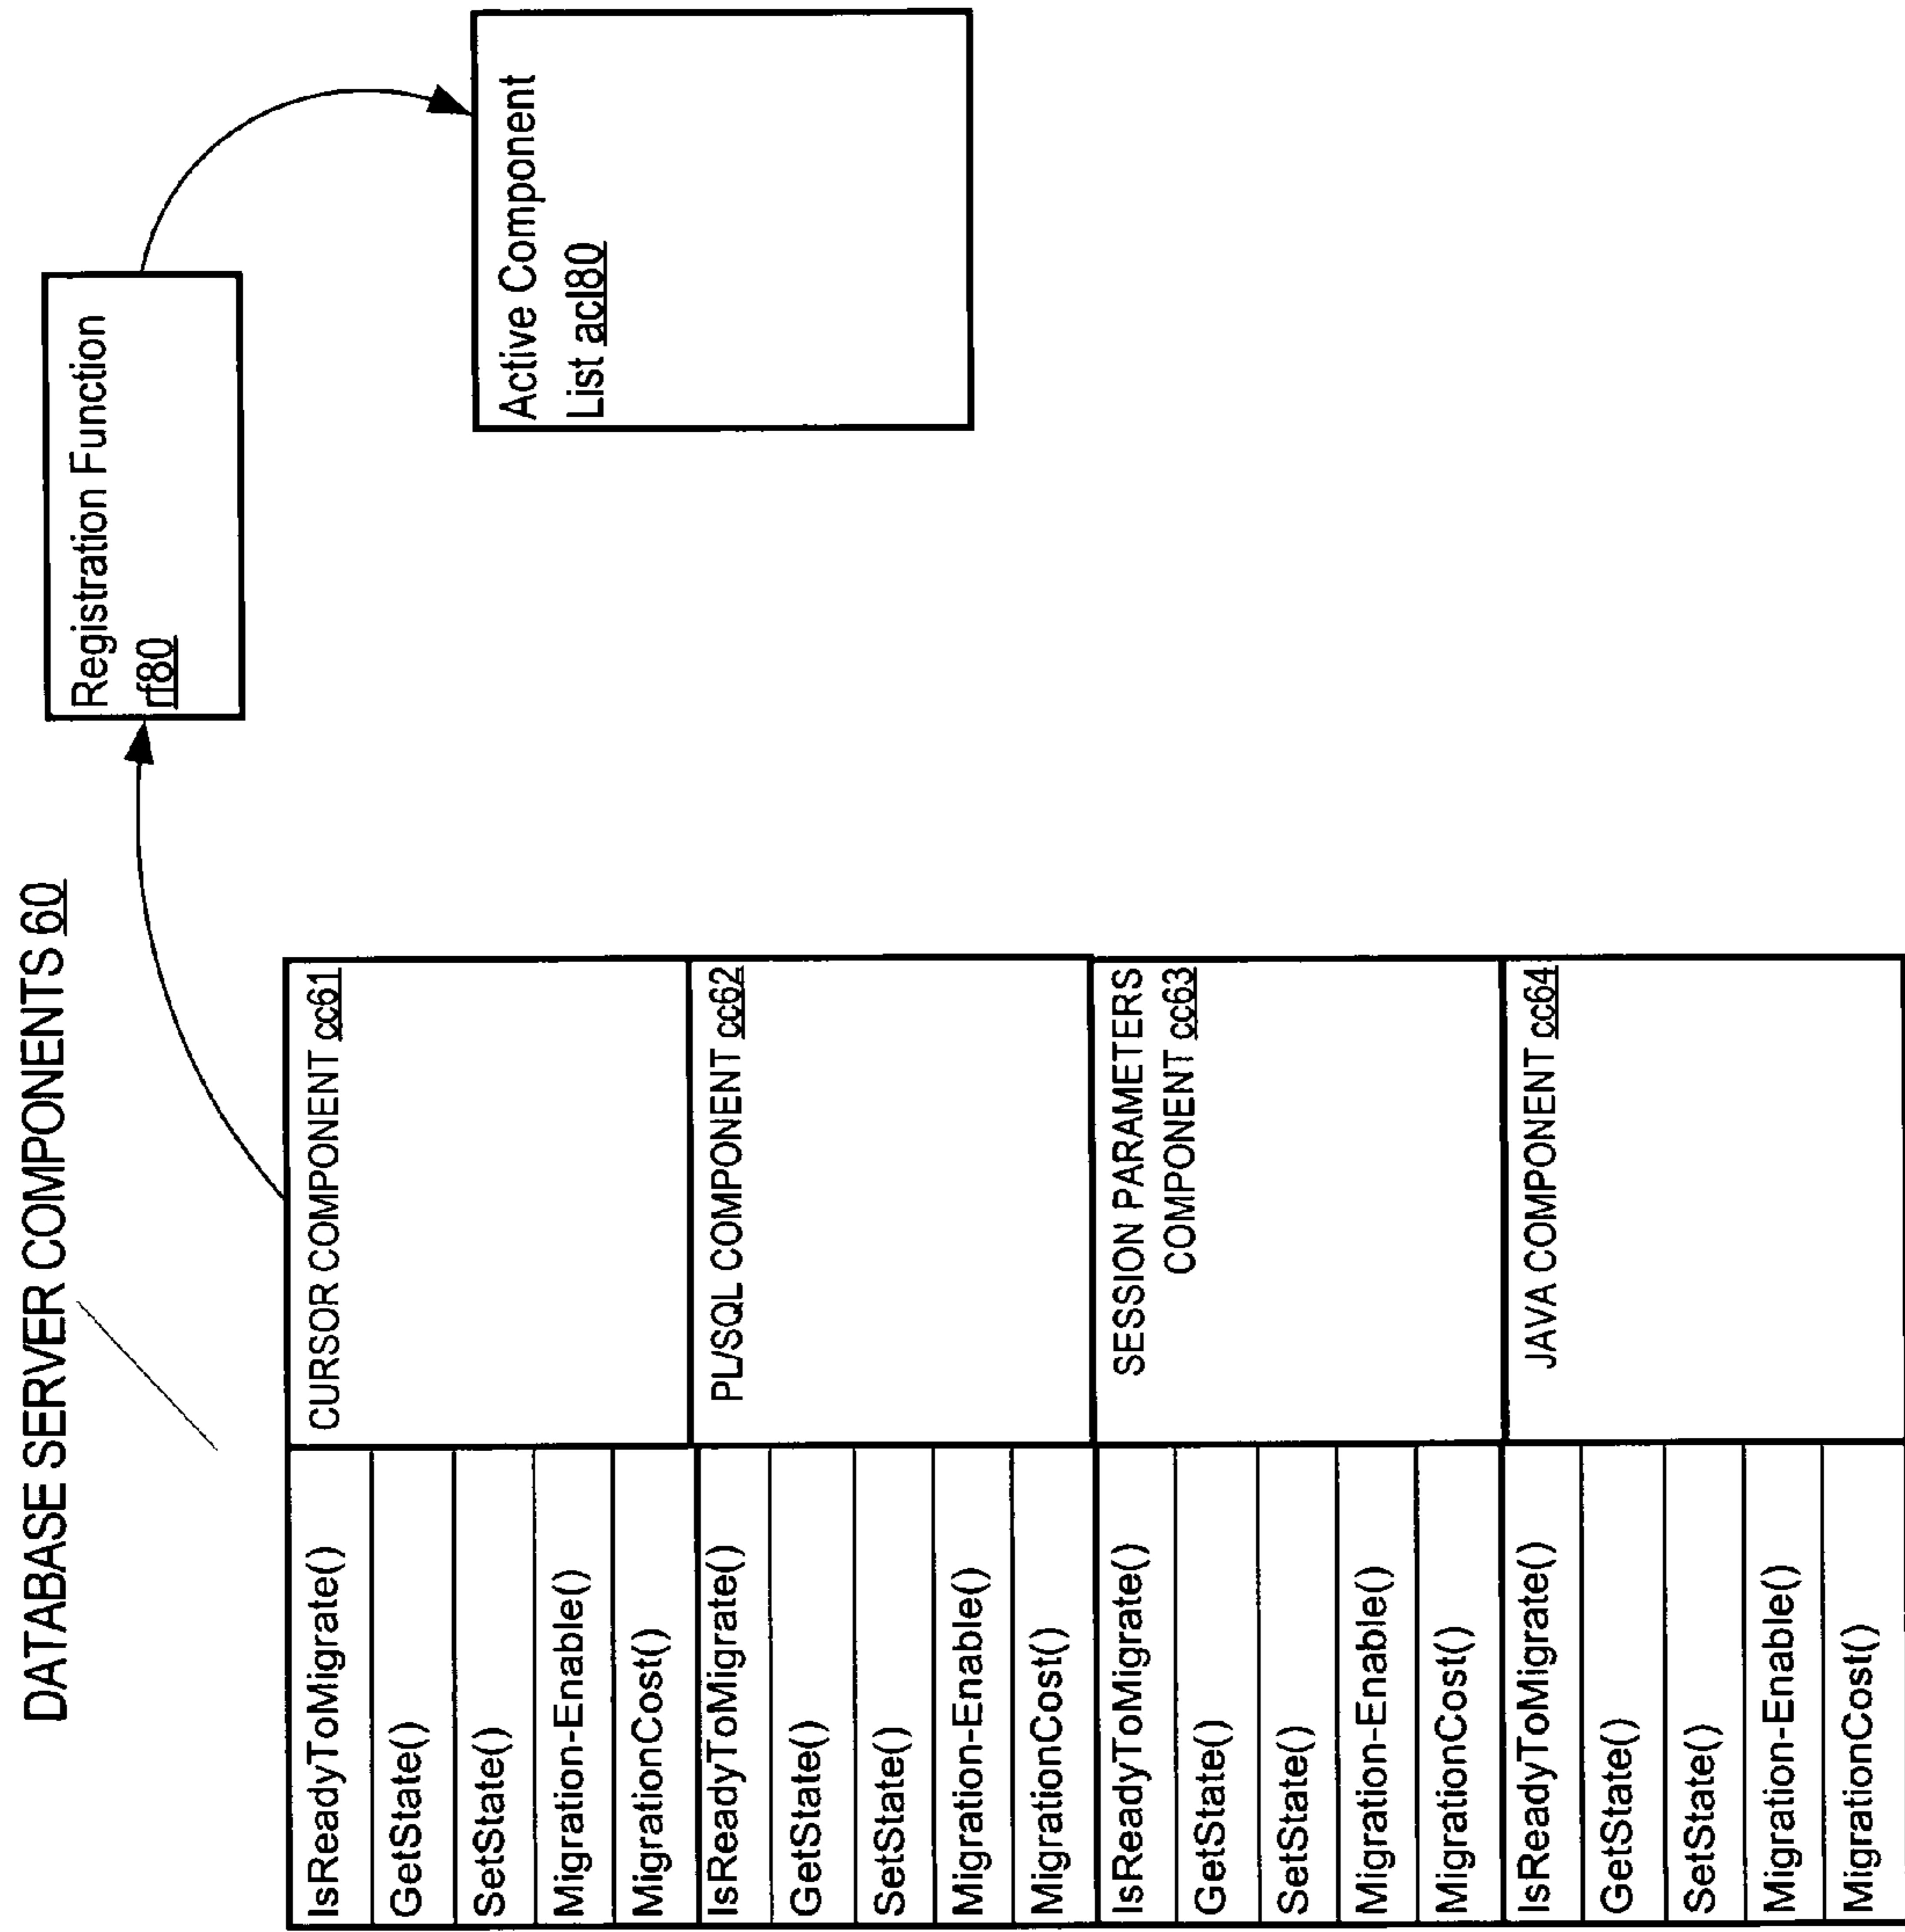 DATABASE SERVER COMPONENTS 60
IsReadyToMigrate()
GetState()
SetState()
Migration-Enable()
MigrationCost()
CURSOR COMPONENT cc61
IsReadyToMigrate()
GetState()
SetState()
Migration-Enable()
MigrationCost()
PL/SQL COMPONENT cc62
IsReadyToMigrate()
GetState()
SetState()
Migration-Enable()
MigrationCost()
SESSION PARAMETERS
COMPONENT cc63
IsReadyToMigrate()
GetState()
SetState()
Migration-Enable()
MigrationCost()
JAVA COMPONENT cc64
Registration Function
rf80
Active Component
List acl80